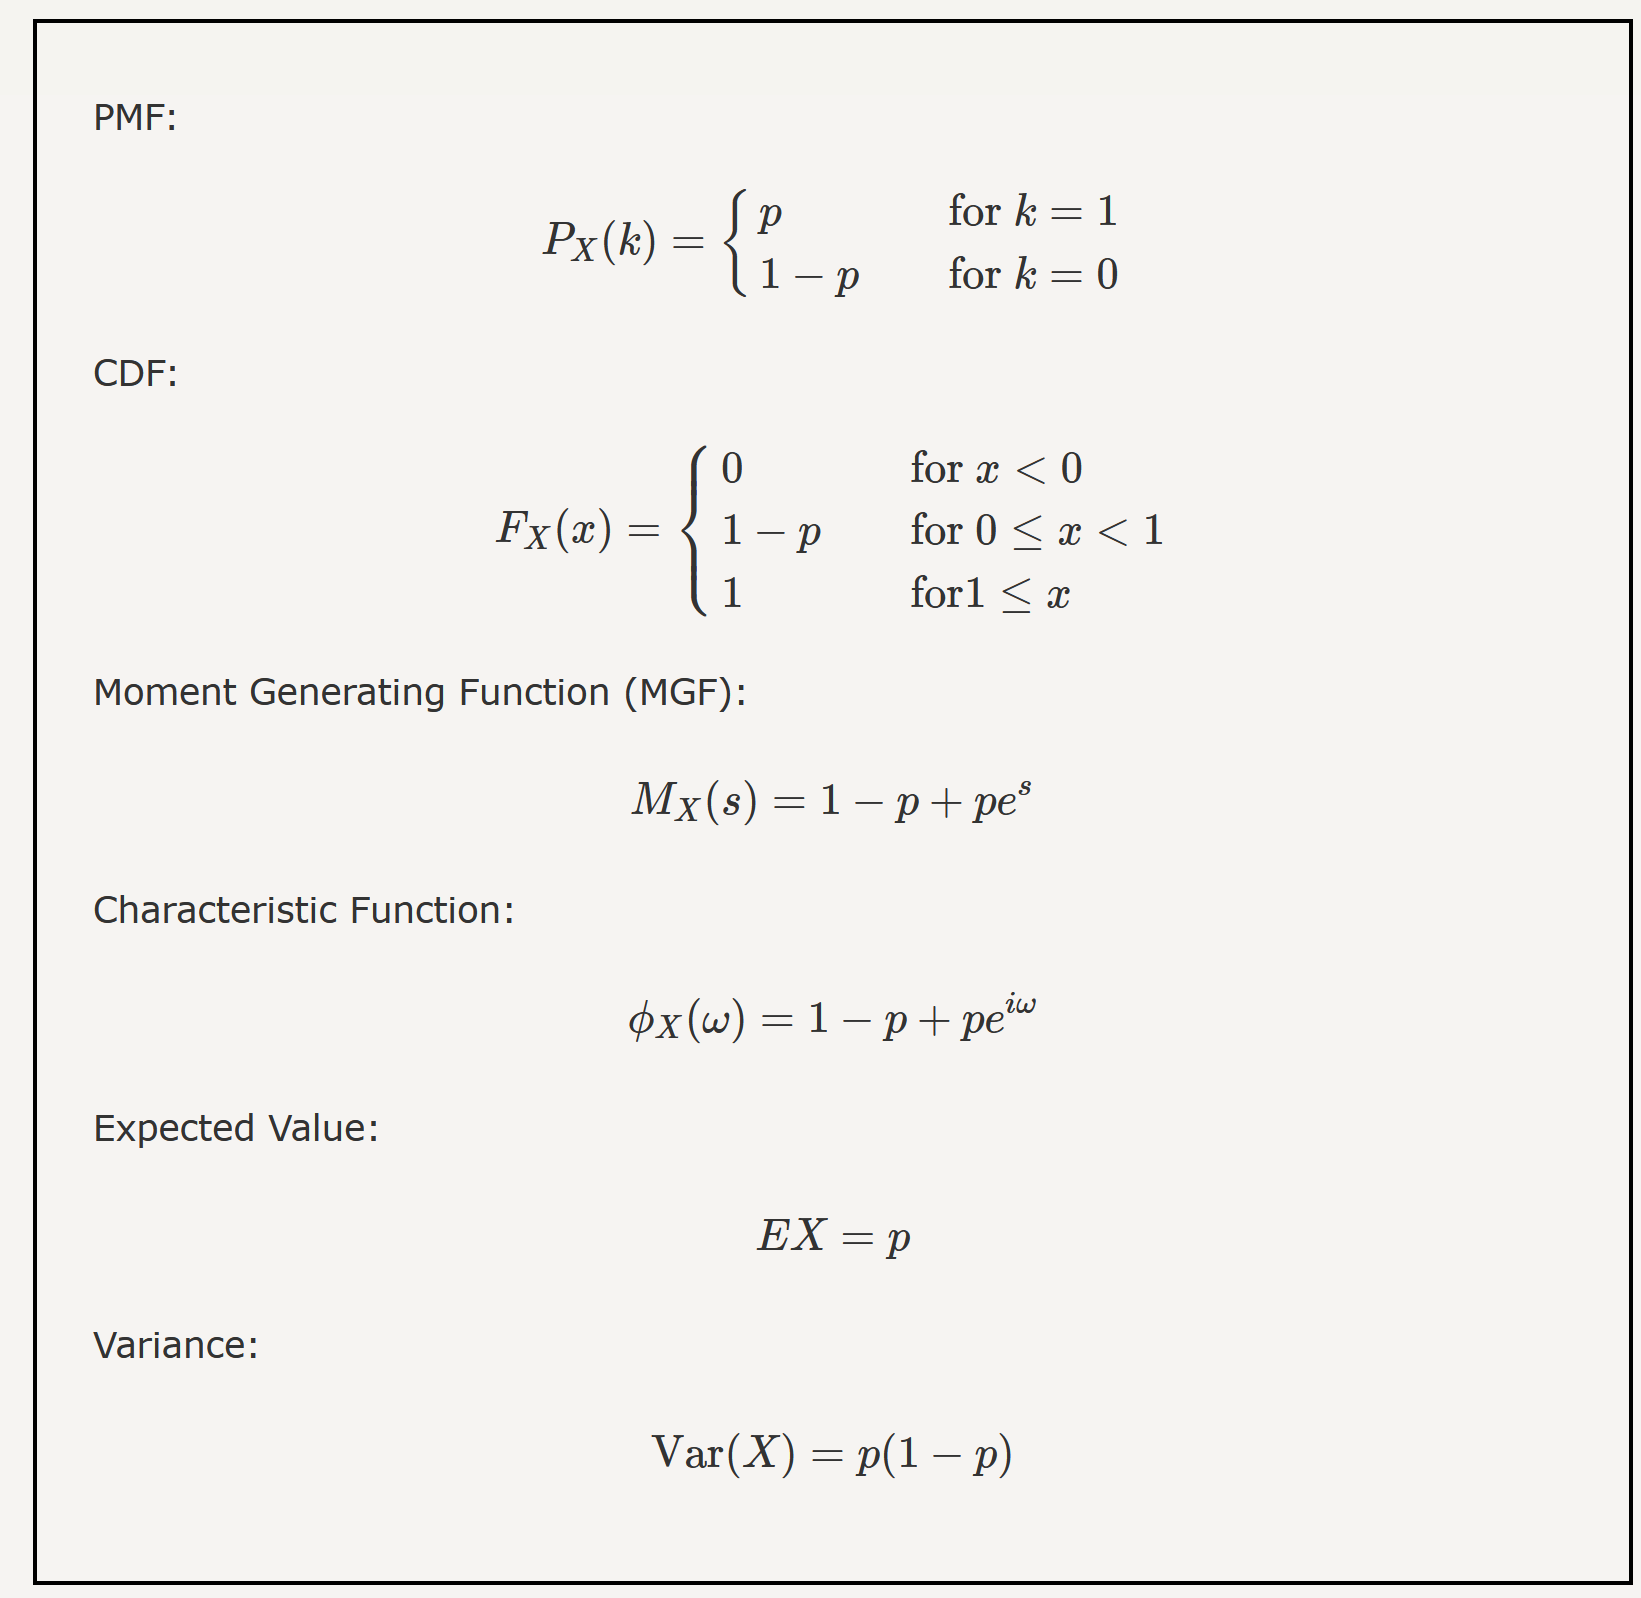 PMF:
$P_X(k) = \begin{cases} p & \text{for } k = 1 \\ 1 - p & \text{for } k = 0 \end{cases}$
CDF:
$F_X(x) = \begin{cases} 0 & \text{for } x < 0 \\ 1 - p & \text{for } 0 \leq x < 1 \\ 1 & \text{for} 1 \leq x \end{cases}$
Moment Generating Function (MGF):
$M_X(s) = 1 - p + pe^s$
Characteristic Function:
$\phi_X(\omega) = 1 - p + pe^{i\omega}$
Expected Value:
$EX = p$
Variance:
$\text{Var}(X) = p(1 - p)$